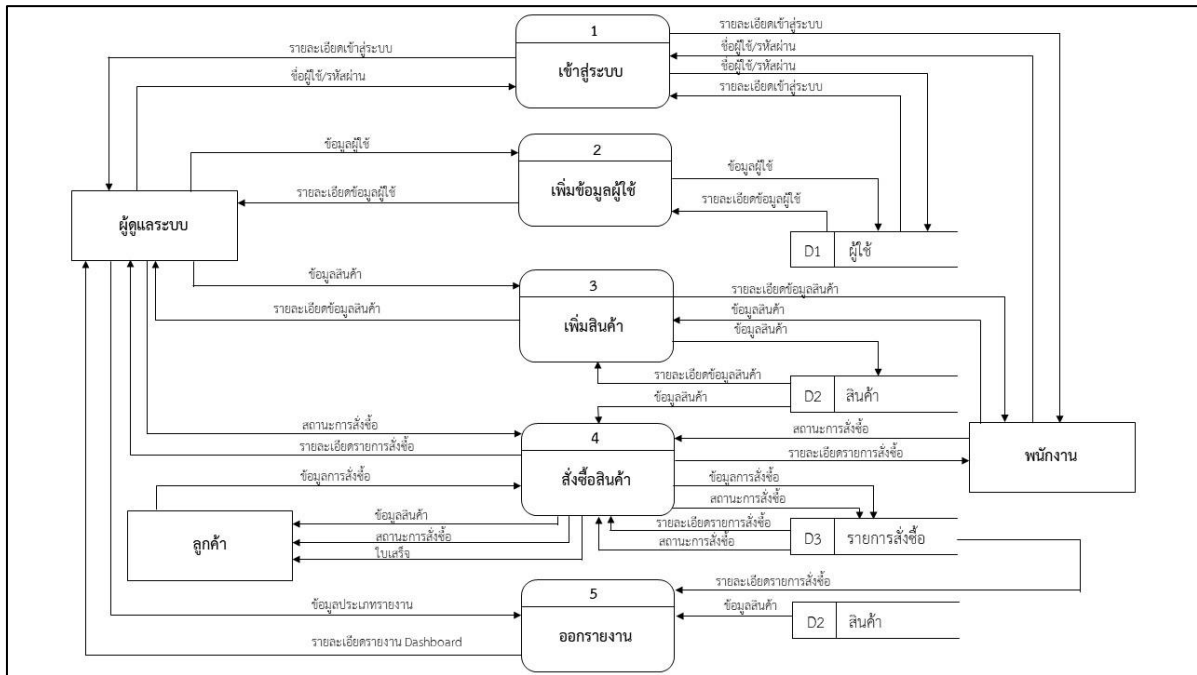 1
เข้าสู่ระบบ
รายละเอียดเข้าสู่ระบบ
ชื่อผู้ใช้/รหัสผ่าน
รายละเอียดเข้าสู่ระบบ
ชื่อผู้ใช้/รหัสผ่าน
ชื่อผู้ใช้/รหัสผ่าน
รายละเอียดเข้าสู่ระบบ
2
เพิ่มข้อมูลผู้ใช้
ข้อมูลผู้ใช้
รายละเอียดข้อมูลผู้ใช้
ข้อมูลผู้ใช้
รายละเอียดข้อมูลผู้ใช้
ผู้ดูแลระบบ
D1 ผู้ใช้
3
เพิ่มสินค้า
ข้อมูลสินค้า
รายละเอียดข้อมูลสินค้า
รายละเอียดข้อมูลสินค้า
ข้อมูลสินค้า
ข้อมูลสินค้า
รายละเอียดข้อมูลสินค้า
ข้อมูลสินค้า
D2 สินค้า
4
สั่งซื้อสินค้า
สถานะการสั่งซื้อ
รายละเอียดรายการสั่งซื้อ
ข้อมูลการสั่งซื้อ
สถานะการสั่งซื้อ
รายละเอียดรายการสั่งซื้อ
พนักงาน
ข้อมูลการสั่งซื้อ
สถานะการสั่งซื้อ
รายละเอียดรายการสั่งซื้อ
สถานะการสั่งซื้อ
D3 รายการสั่งซื้อ
ลูกค้า
ข้อมูลสินค้า
สถานะการสั่งซื้อ
ใบเสร็จ
5
ออกรายงาน
รายละเอียดรายการสั่งซื้อ
ข้อมูลสินค้า
D2 สินค้า
ข้อมูลประเภทรายงาน
รายละเอียดรายงาน Dashboard